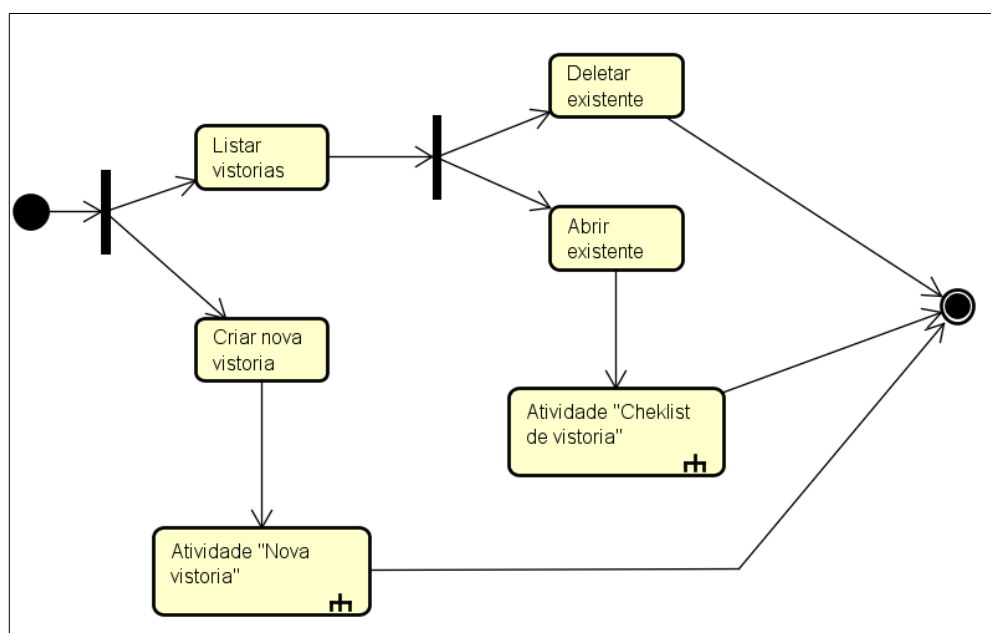 Deletar
existente
Listar
vistorias
Abrir
existente
Criar nova
vistoria
Atividade "Cheklist
de vistoria"
Atividade "Nova
vistoria"